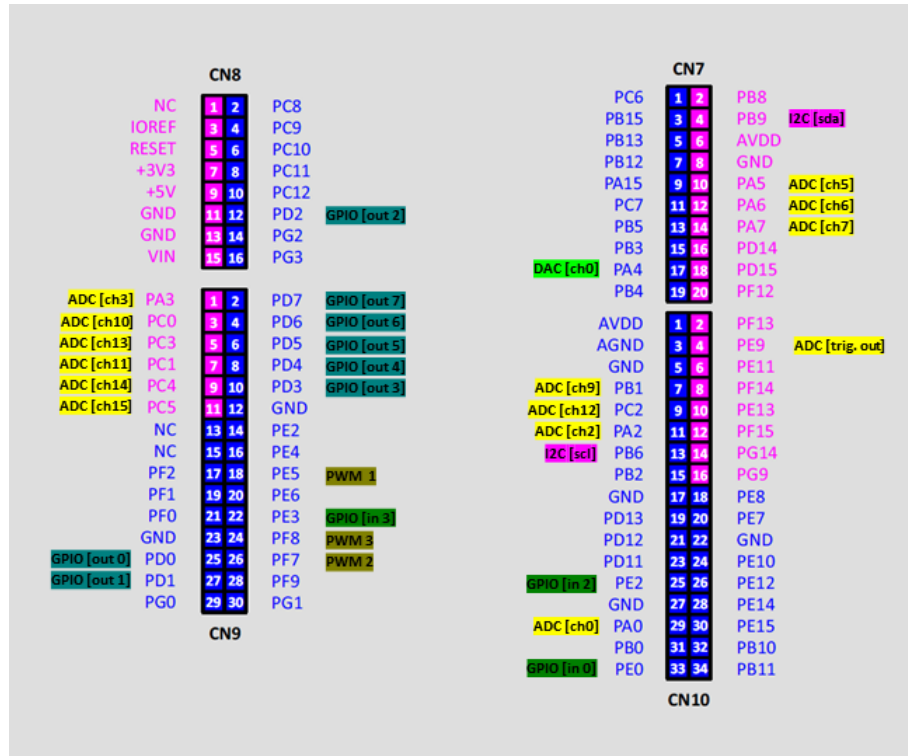 CN8
NC 1 2 PC8
IOREF 3 4 PC9
RESET 5 6 PC10
+3V3 7 8 PC11
+5V 9 10 PC12
GND 11 12 PD2 GPIO [out 2]
GND 13 14 PG2
VIN 15 16 PG3
ADC [ch3] PA3 1 2 PD7 GPIO [out 7]
ADC [ch10] PC0 3 4 PD6 GPIO [out 6]
ADC [ch13] PC3 5 6 PD5 GPIO [out 5]
ADC [ch11] PC1 7 8 PD4 GPIO [out 4]
ADC [ch14] PC4 9 10 PD3 GPIO [out 3]
ADC [ch15] PC5 11 12 GND
NC 13 14 PE2
NC 15 16 PE4
PF2 17 18 PE5 PWM 1
PF1 19 20 PE6
PF0 21 22 PE3 GPIO [in 3]
GND 23 24 PF8 PWM 3
GPIO [out 0] PD0 25 26 PF7 PWM 2
GPIO [out 1] PD1 27 28 PF9
PG0 29 30 PG1
CN9
CN7
PC6 1 2 PB8
PB15 3 4 PB9 I2C [sda]
PB13 5 6 AVDD
PB12 7 8 GND
PA15 9 10 PA5 ADC [ch5]
PC7 11 12 PA6 ADC [ch6]
PB5 13 14 PA7 ADC [ch7]
PB3 15 16 PD14
DAC [ch0] PA4 17 18 PD15
PB4 19 20 PF12
AVDD 1 2 PF13
AGND 3 4 PE9 ADC [trig. out]
GND 5 6 PE11
ADC [ch9] PB1 7 8 PF14
ADC [ch12] PC2 9 10 PE13
ADC [ch2] PA2 11 12 PF15
I2C [scl] PB6 13 14 PG14
PB2 15 16 PG9
GND 17 18 PE8
PD13 19 20 PE7
PD12 21 22 GND
PD11 23 24 PE10
GPIO [in 2] PE2 25 26 PE12
GND 27 28 PE14
ADC [ch0] PA0 29 30 PE15
PB0 31 32 PB10
GPIO [in 0] PE0 33 34 PB11
CN10